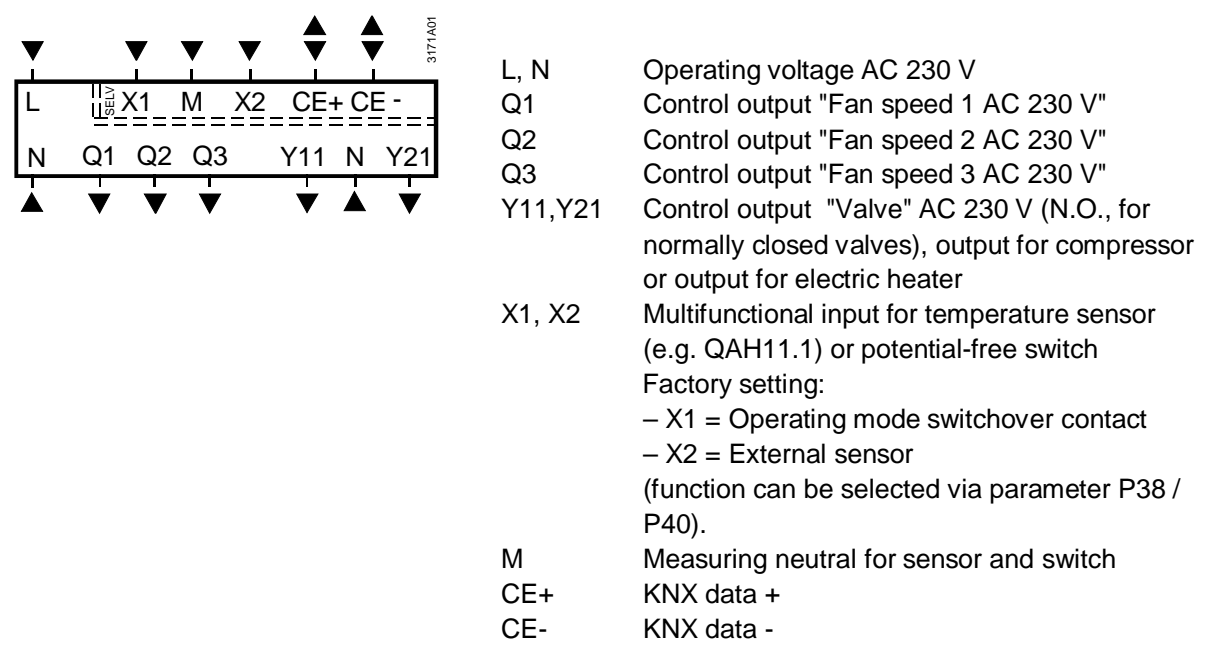 3171A01
L SELV X1 M X2 CE+ CE -
N Q1 Q2 Q3 Y11 N Y21
L, N Operating voltage AC 230 V
Q1 Control output "Fan speed 1 AC 230 V"
Q2 Control output "Fan speed 2 AC 230 V"
Q3 Control output "Fan speed 3 AC 230 V"
Y11,Y21 Control output "Valve" AC 230 V (N.O., for
normally closed valves), output for compressor
or output for electric heater
X1, X2 Multifunctional input for temperature sensor
(e.g. QAH11.1) or potential-free switch
Factory setting:
– X1 = Operating mode switchover contact
– X2 = External sensor
(function can be selected via parameter P38 /
P40).
M Measuring neutral for sensor and switch
CE+ KNX data +
CE- KNX data -